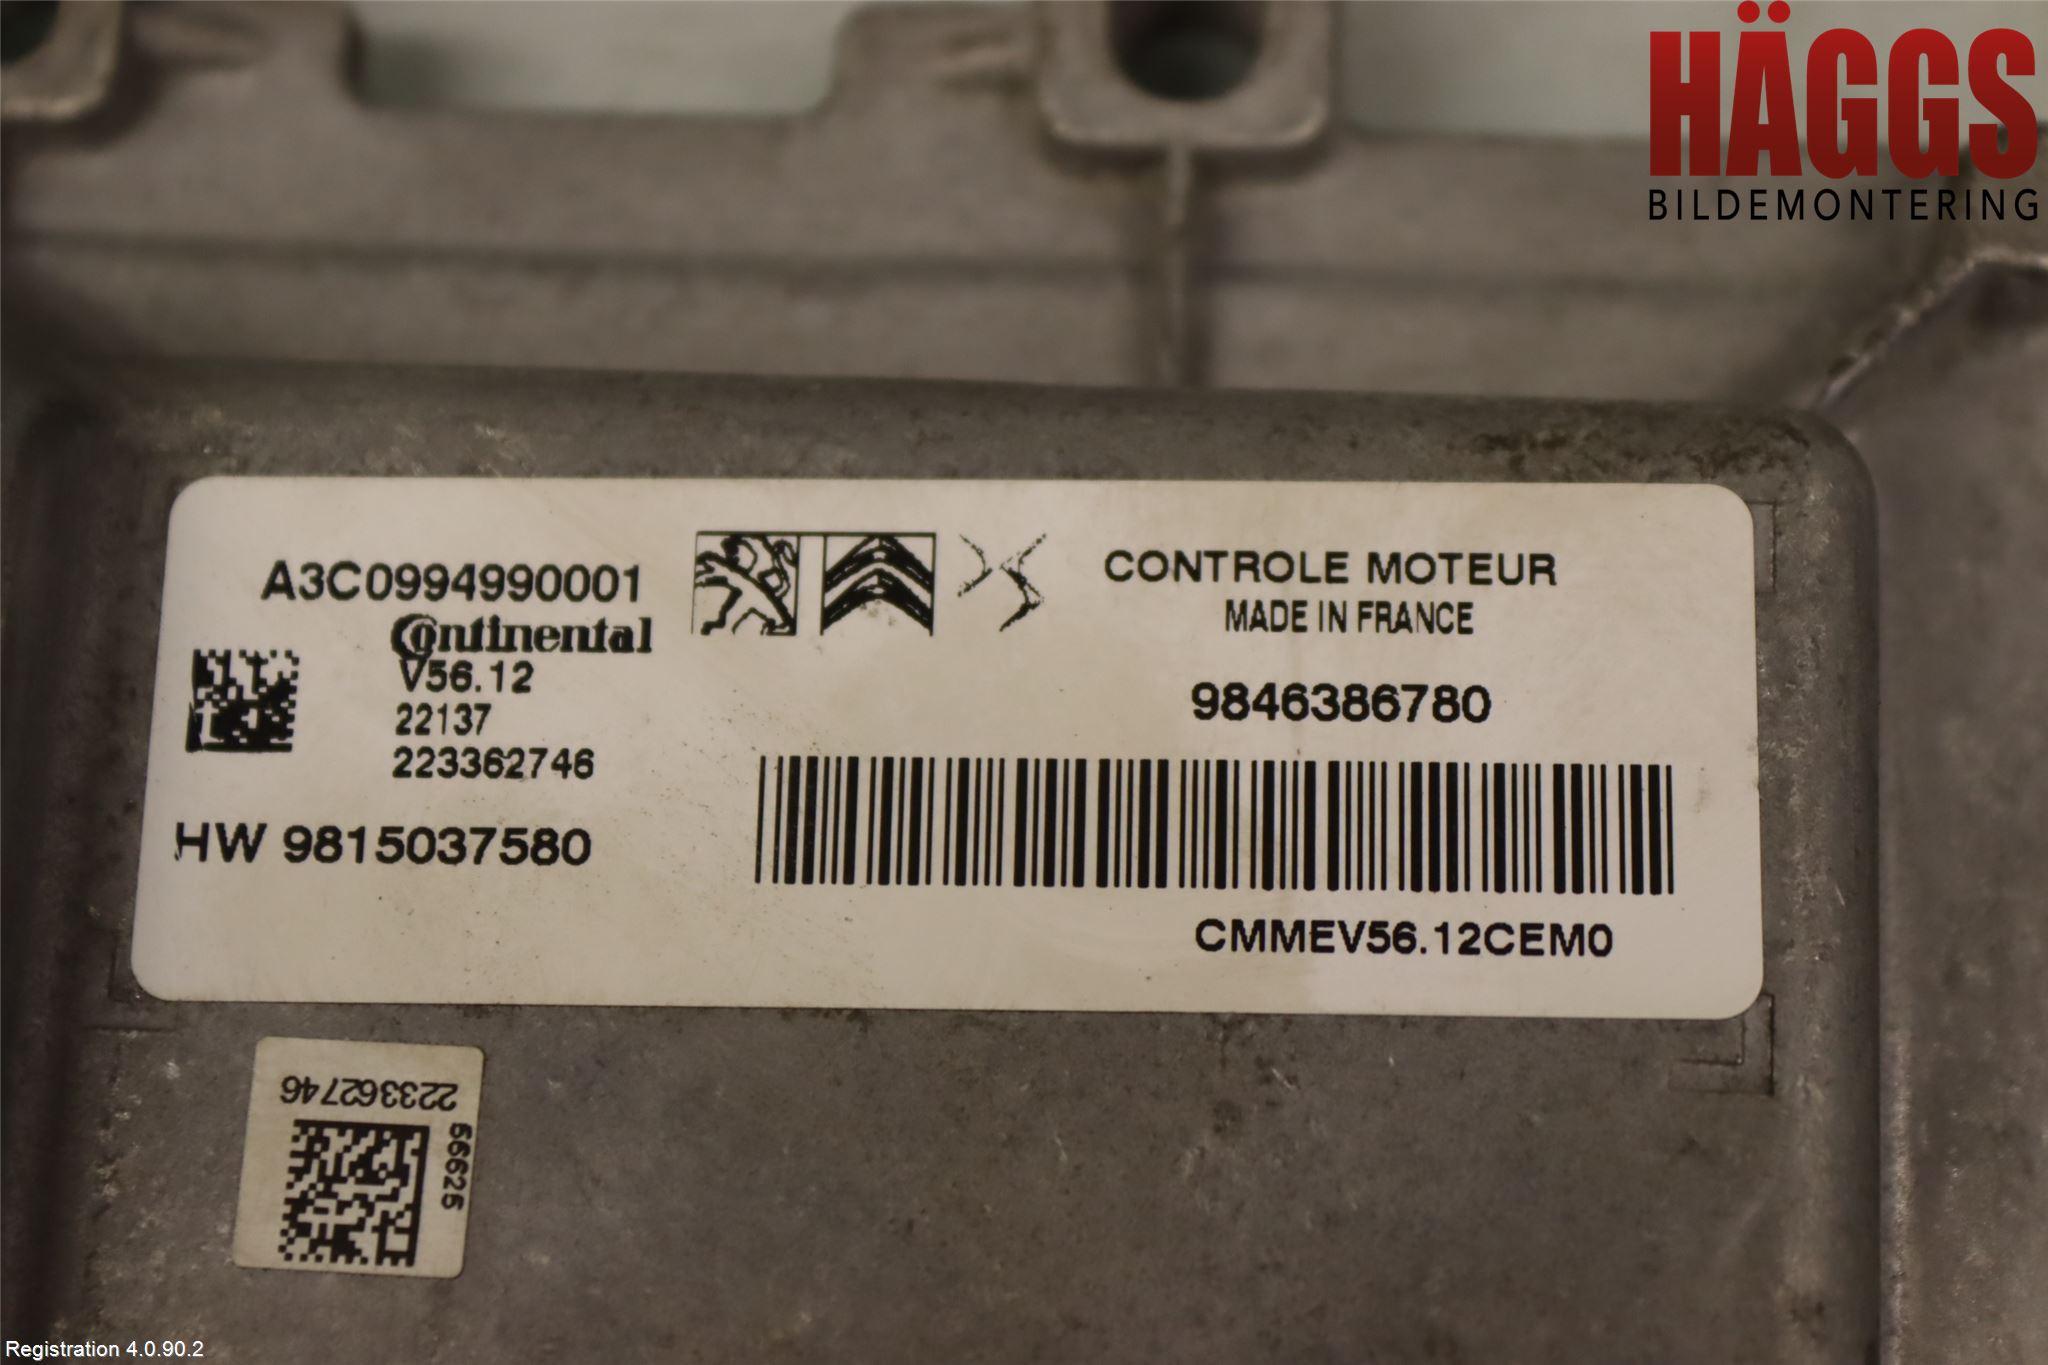 HÄGGS
BILDEMONTERING
A3C0994990001
Continental
V56.12
22137
223362746
HW 9815037580
CONTROLE MOTEUR
MADE IN FRANCE
9846386780
CMMEV56.12CEM0
223362746
56625
Registration 4.0.90.2